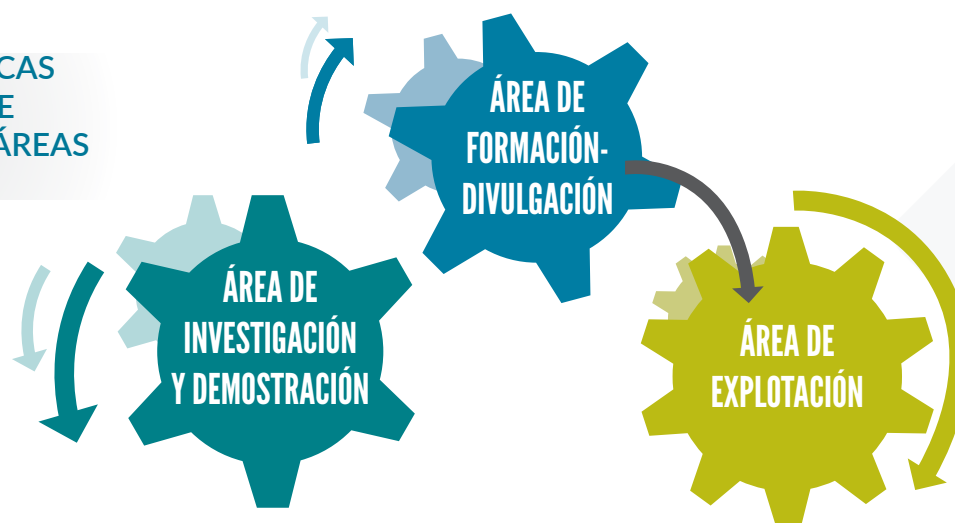 CAS
E
ÁREAS
ÁREA DE
FORMACIÓN-
DIVULGACIÓN
ÁREA DE
INVESTIGACIÓN
Y DEMOSTRACIÓN
ÁREA DE
EXPLOTACIÓN